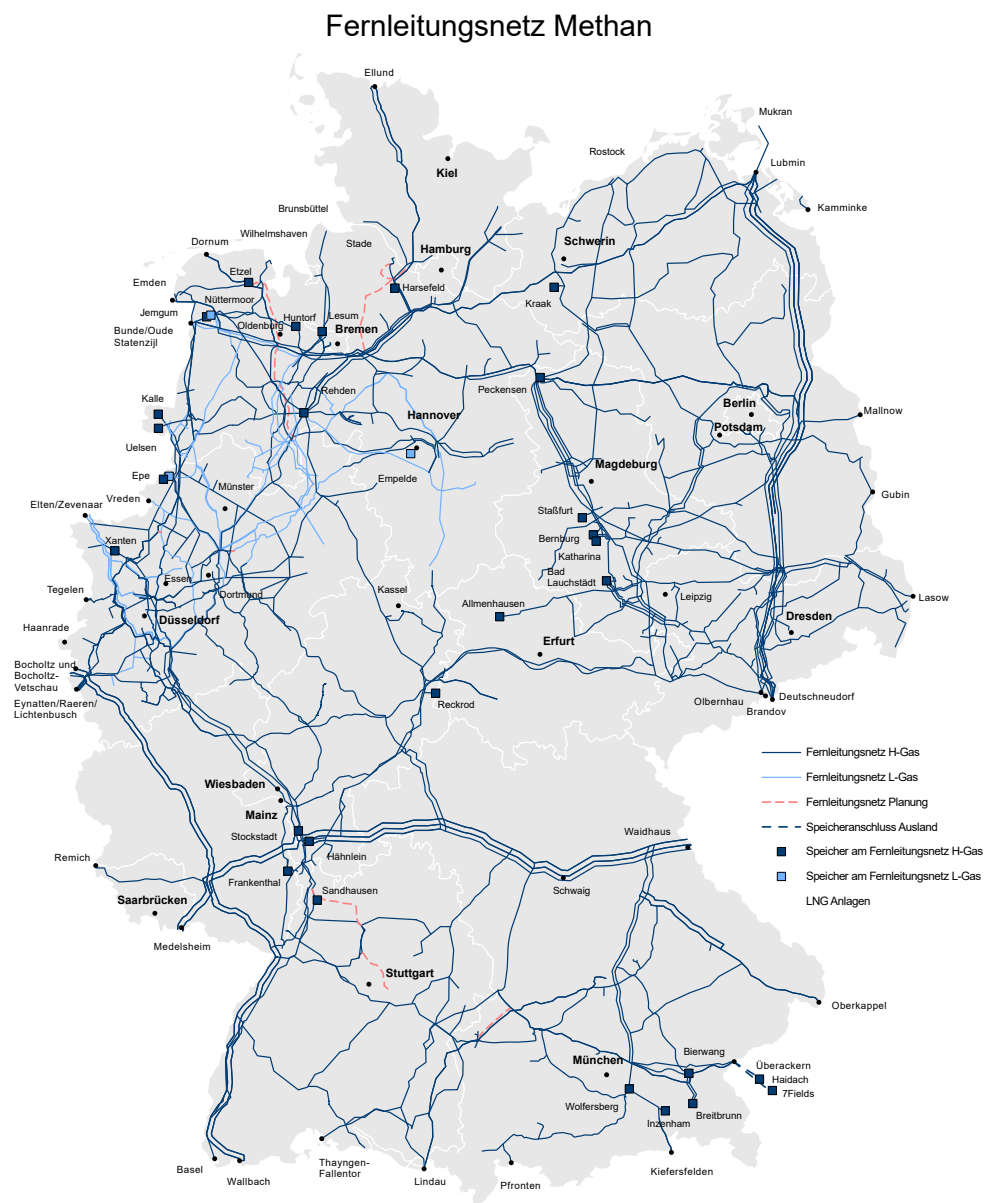 Fernleitungsnetz Methan
Ellund
Mukran
Rostock
Kiel
Lubmin
Brunsbüttel
Kamminke
Wilhelmshaven
Stade
Dornum
Hamburg
Schwerin
Etzel
Emden
Harsefeld
Kraak
Nüttermoor
Jemgum
Huntorf
Lesum
Oldenburg
Bremen
Bunde/Oude
Statenzijl
Peckensen
Rehden
Kalle
Hannover
Berlin
Mallnow
Potsdam
Uelsen
Magdeburg
Epe
Empelde
Münster
Gubin
Vreden
Elten/Zevenaar
Staßfurt
Xanten
Bernburg
Katharina
Essen
Bad
Lauchstädt
Tegelen
Dortmund
Kassel
Allmenhausen
Leipzig
Lasow
Düsseldorf
Dresden
Haanrade
Erfurt
Bocholtz und
Bocholtz-
Vetschau
Eynatten/Raeren/
Lichtenbusch
Reckrod
Olbernhau
Deutschneudorf
Brandov
Fernleitungsnetz H-Gas
Fernleitungsnetz L-Gas
Fernleitungsnetz Planung
Speicheranschluss Ausland
Speicher am Fernleitungsnetz H-Gas
Speicher am Fernleitungsnetz L-Gas
LNG Anlagen
Wiesbaden
Mainz
Stockstadt
Waidhaus
Hähnlein
Remich
Frankenthal
Sandhausen
Schwaig
Saarbrücken
Medelsheim
Stuttgart
Oberkappel
München
Bierwang
Überackern
Haidach
7Fields
Wolfersberg
Breitbrunn
Inzenham
Basel
Wallbach
Thayngen-
Fallentor
Lindau
Pfronten
Kiefersfelden